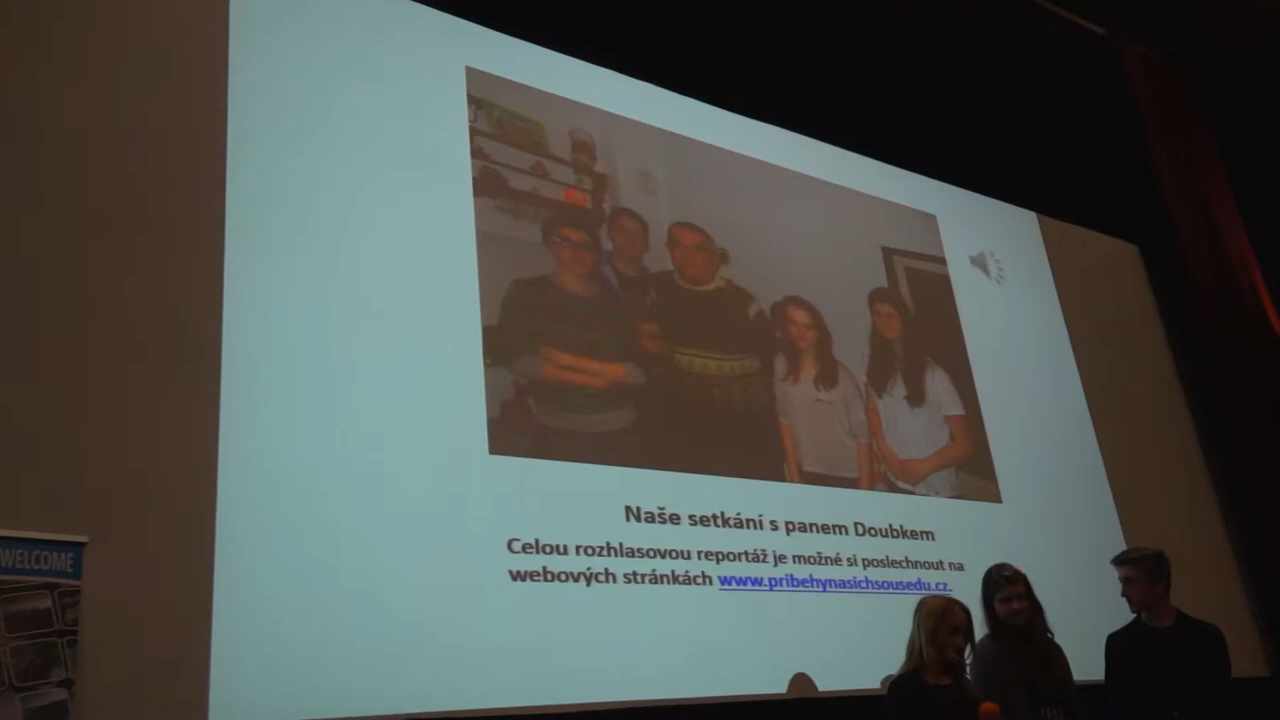 Naše setkání s panem Doubkem
Celou rozhlasovou reportáž je možné si poslechnout na
webových stránkách www.pribehynasichsousedu.cz.
WELCOME